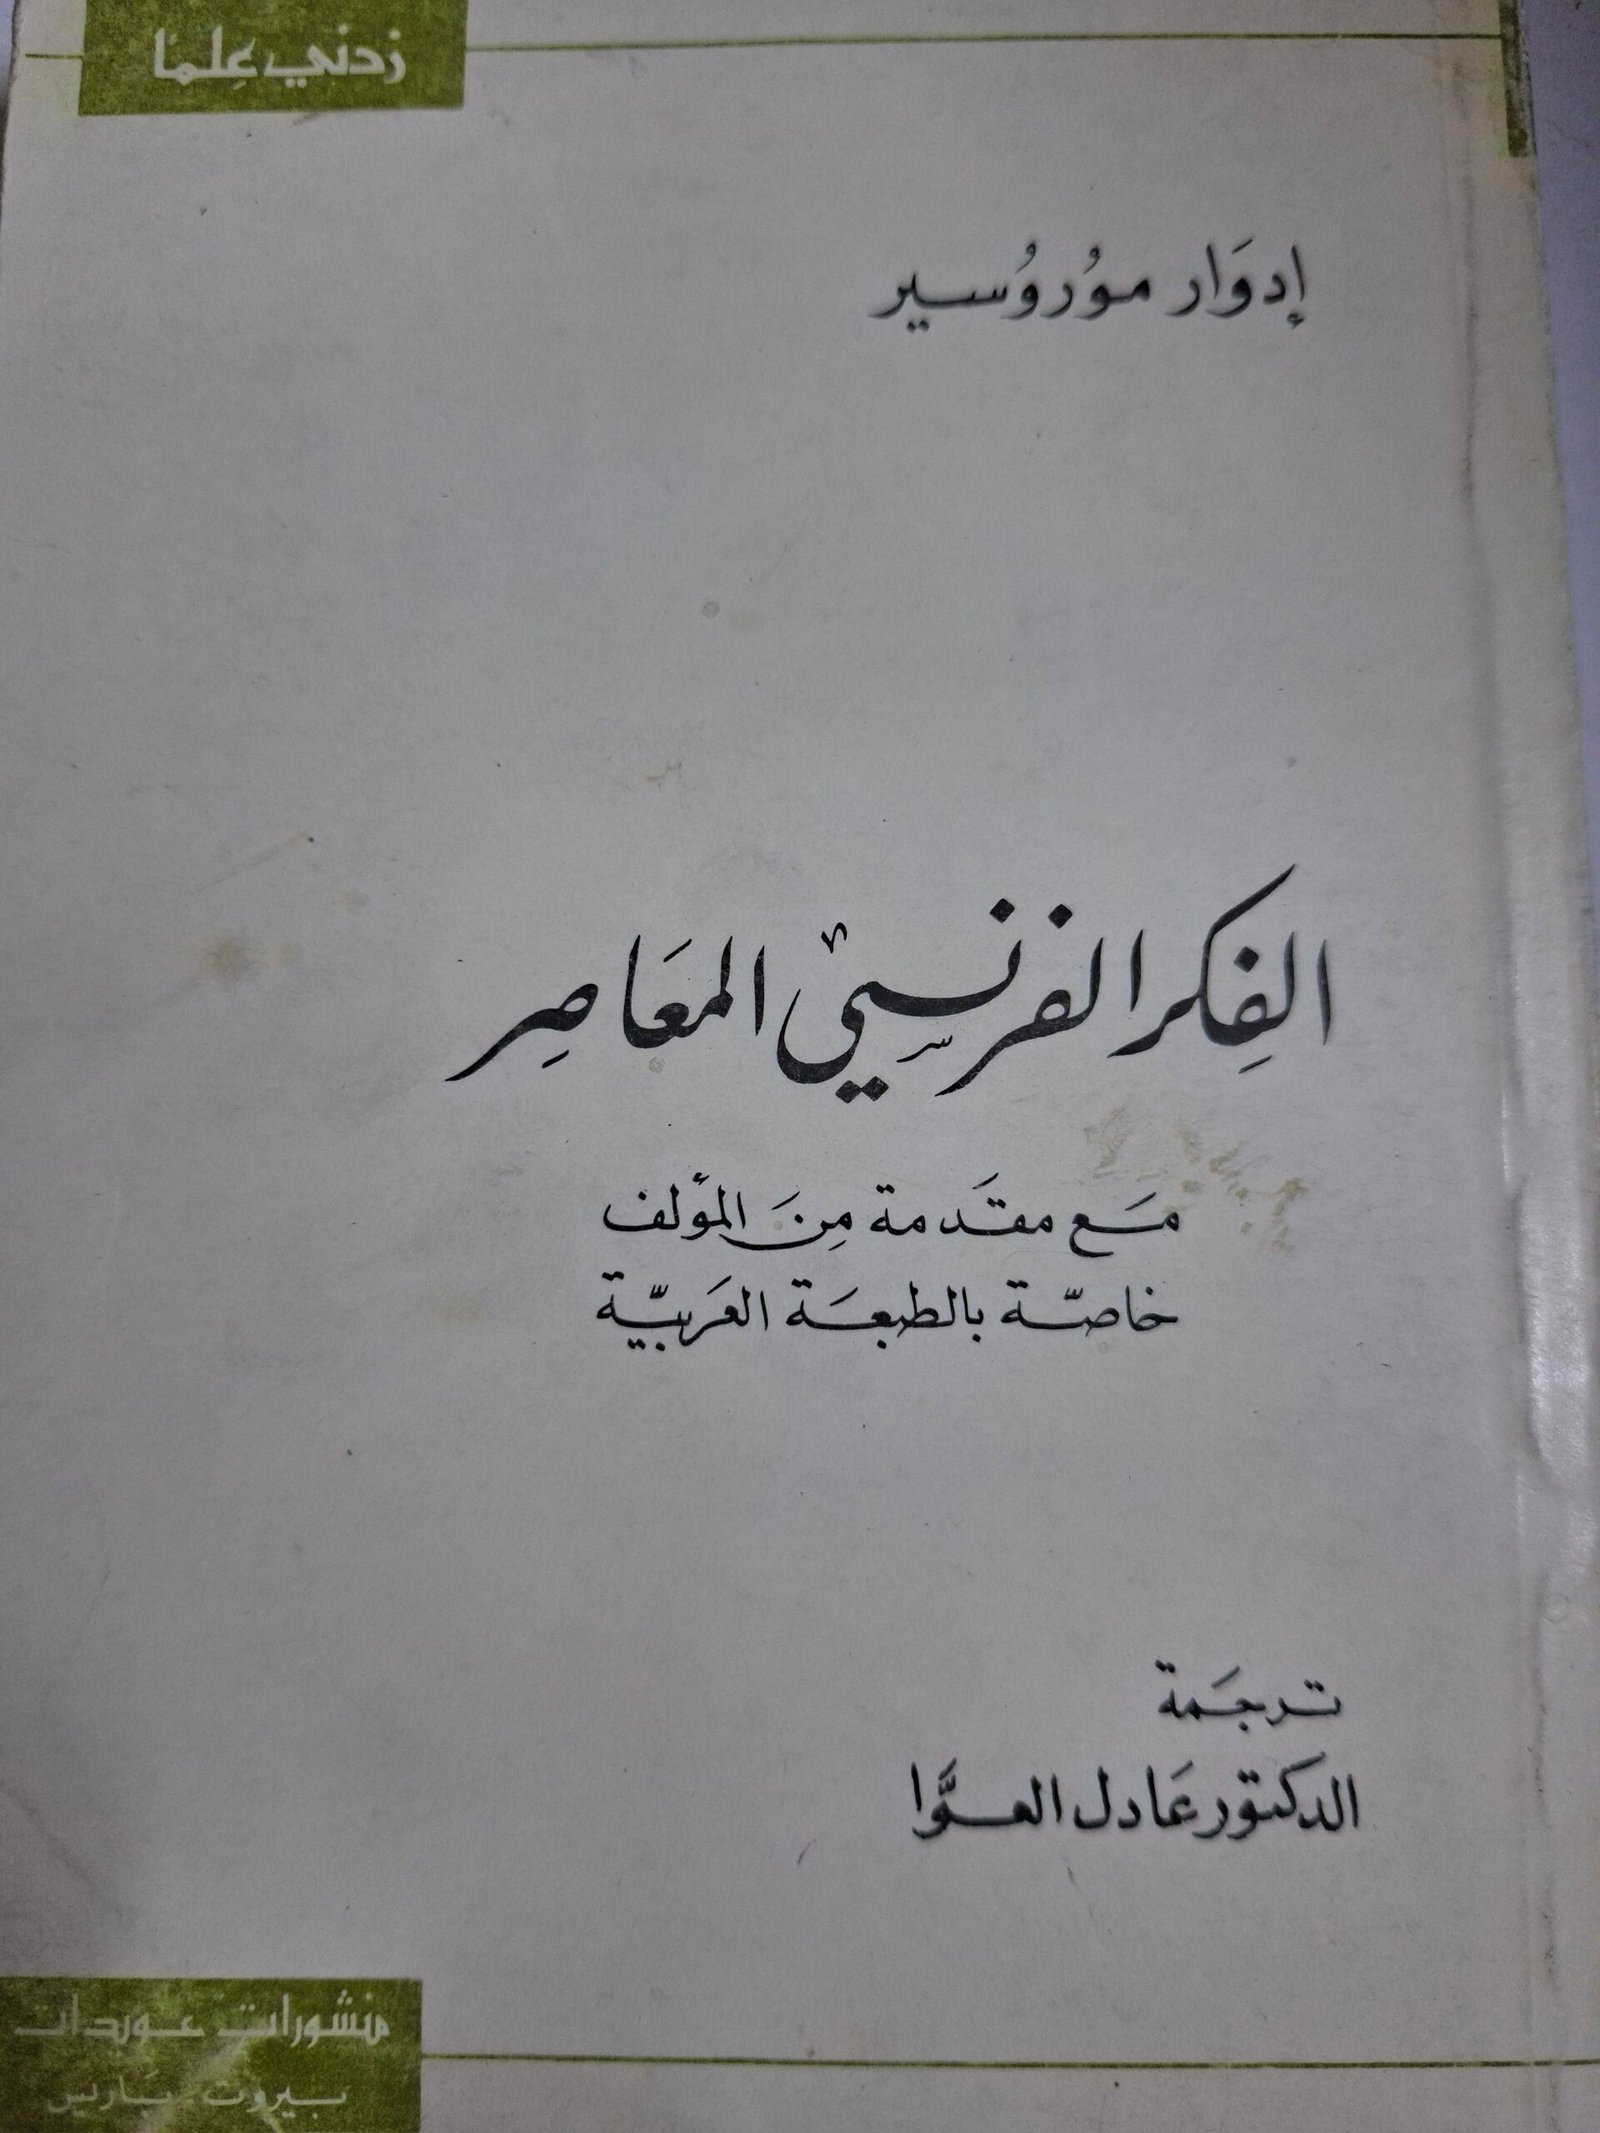 زدني علما
إدوار موروسير
الفكر الفرنسي المعاصر
مع مقدمة من المؤلف
خاصة بالطبعة العربية
ترجمة
الدكتور عادل العوا
منشورات عويدات
بيروت - باريس